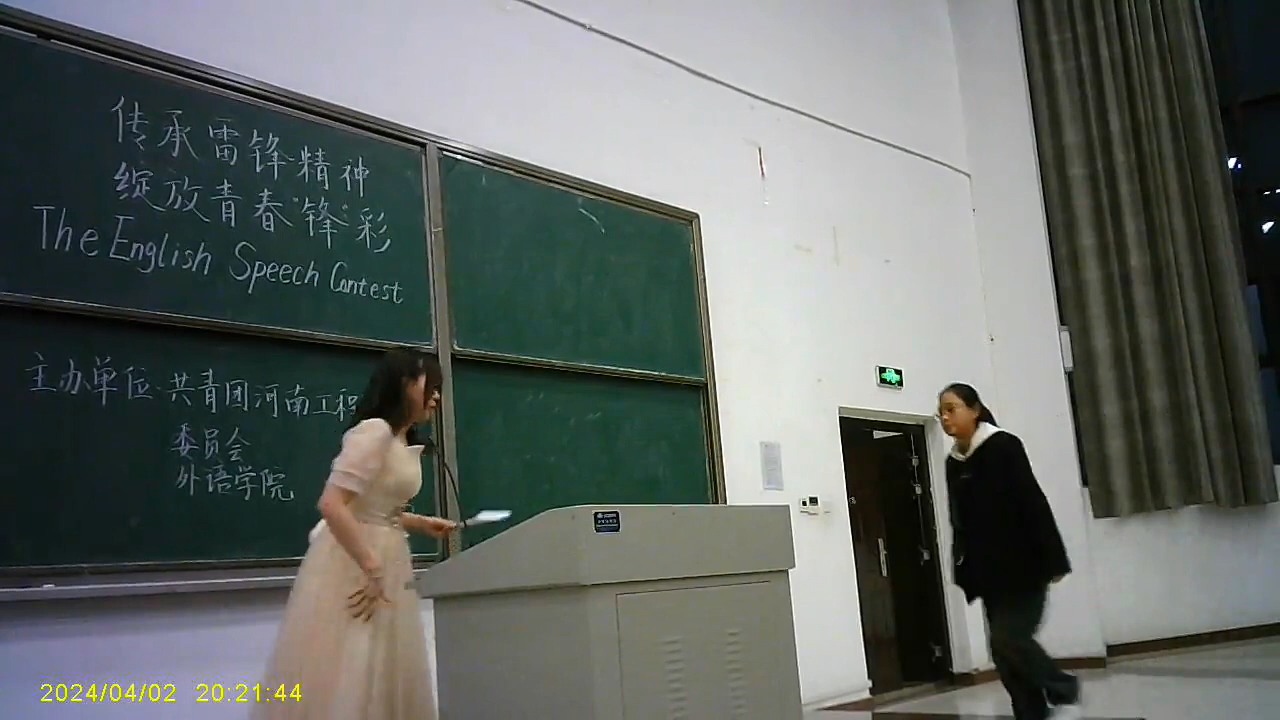 传承雷锋精神
绽放青春"锋"彩
The English Speech Contest
主办单位:共青团河南工程
委员会
外语学院
2024/04/02 20:21:44